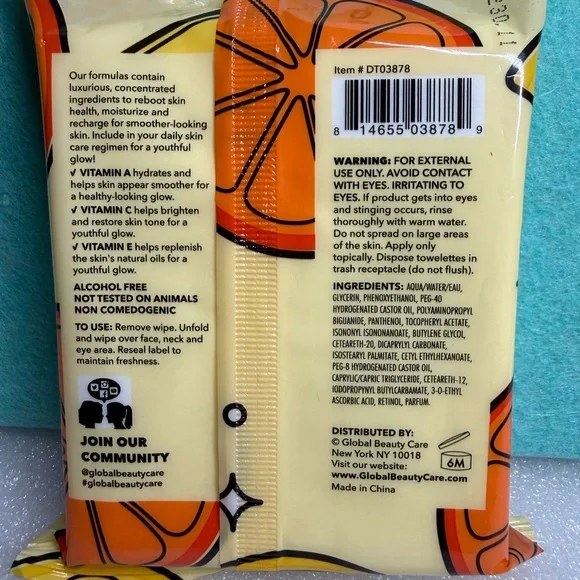 Our formulas contain
luxurious, concentrated
ingredients to reboot skin
health, moisturize and
recharge for smoother-looking
skin. Include in your daily skin
care regimen for a youthful
glow!
√ VITAMIN A hydrates and
helps skin appear smoother for
a healthy-looking glow.
√ VITAMIN C helps brighten
and restore skin tone for a
youthful glow.
√ VITAMIN E helps replenish
the skin's natural oils for a
youthful glow.
ALCOHOL FREE
NOT TESTED ON ANIMALS
NON COMEDOGENIC
TO USE: Remove wipe. Unfold
and wipe over face, neck and
eye area. Reseal label to
maintain freshness.
JOIN OUR
COMMUNITY
@globalbeautycare
#globalbeautycare
Item # DT03878
8 14655 03878 9
WARNING: FOR EXTERNAL
USE ONLY. AVOID CONTACT
WITH EYES. IRRITATING TO
EYES. If product gets into eyes
and stinging occurs, rinse
thoroughly with warm water.
Do not spread on large areas
of the skin. Apply only
topically. Dispose towelettes in
trash receptacle (do not flush).
INGREDIENTS: AQUA/WATER/EAU,
GLYCERIN, PHENOXYETHANOL, PEG-40
HYDROGENATED CASTOR OIL, POLYAMINOPROPYL
BIGUANIDE, PANTHENOL, TOCOPHERYL ACETATE,
ISONONYL ISONONANOATE, BUTYLENE GLYCOL,
CETEARETH-20, DICAPRYLYL CARBONATE,
ISOSTEARYL PALMITATE, CETYL ETHYLHEXANOATE,
PEG-8 HYDROGENATED CASTOR OIL,
CAPRYLIC/CAPRIC TRIGLYCERIDE, CETEARETH-12,
IODOPROPYNYL BUTYLCARBAMATE, 3-O-ETHYL
ASCORBIC ACID, RETINOL, PARFUM.
DISTRIBUTED BY:
© Global Beauty Care
New York NY 10018
Visit our website:
www.GlobalBeautyCare.com
Made in China
6M